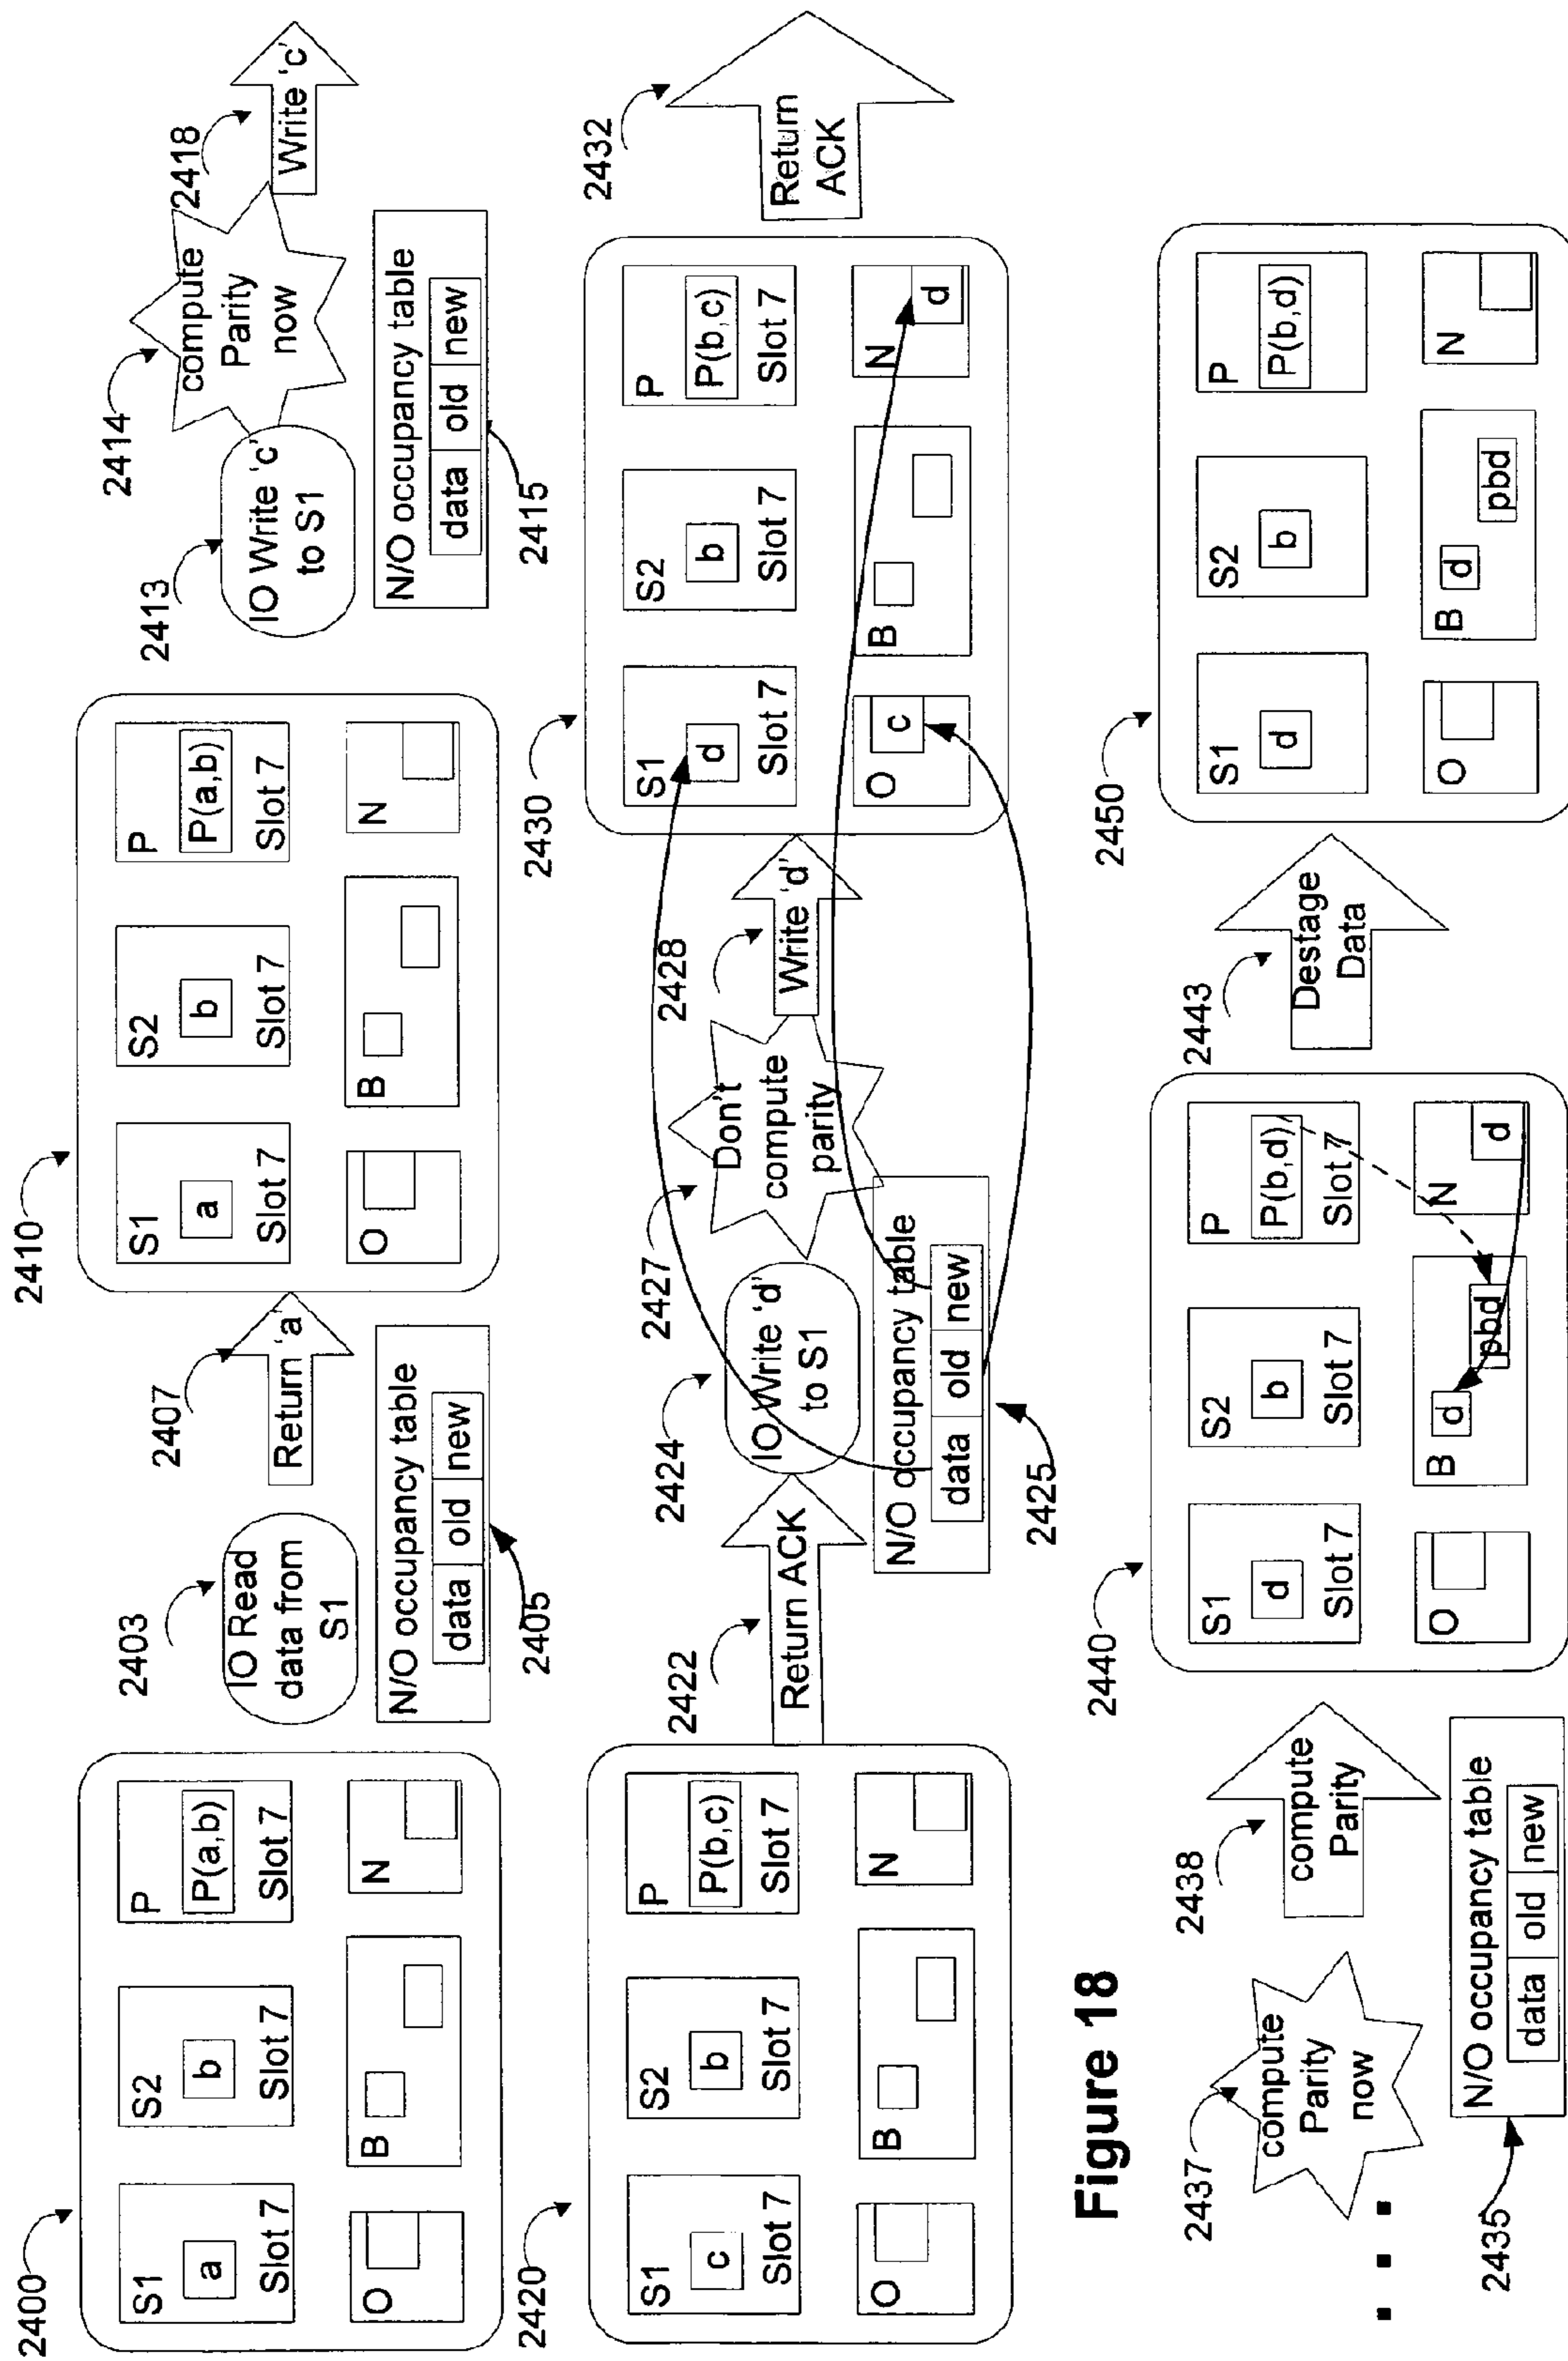 2400
S1
a
Slot 7
S2
b
Slot 7
P
P(a,b)
Slot 7
O
B
N
2403
IO Read
data from
S1
N/O occupancy table
data old new
2405
2407
Return 'a
2410
S1
a
Slot 7
S2
b
Slot 7
P
P(a,b)
Slot 7
O
B
N
2413
IO Write 'c'
to S1
2414
compute
Parity
now
N/O occupancy table
data old new
2415
2418
Write 'c'
2420
S1
c
Slot 7
S2
b
Slot 7
P
P(b,c)
Slot 7
O
B
N
2422
Return ACK
2424
IO Write 'd'
to S1
N/O occupancy table
data old new
2425
2427
Don't
compute
parity
2428
Write 'd'
2430
S1
d
Slot 7
S2
b
Slot 7
P
P(b,c)
Slot 7
O
c
B
N
d
2432
Return
ACK
Figure 18
2437
compute
Parity
now
N/O occupancy table
data old new
2435
2438
compute
Parity
2440
S1
d
Slot 7
S2
b
Slot 7
P
P(b,d)
Slot 7
O
B
d
pbd
N
d
2443
Destage
Data
2450
S1
d
S2
b
P
P(b,d)
O
B
d
pbd
N